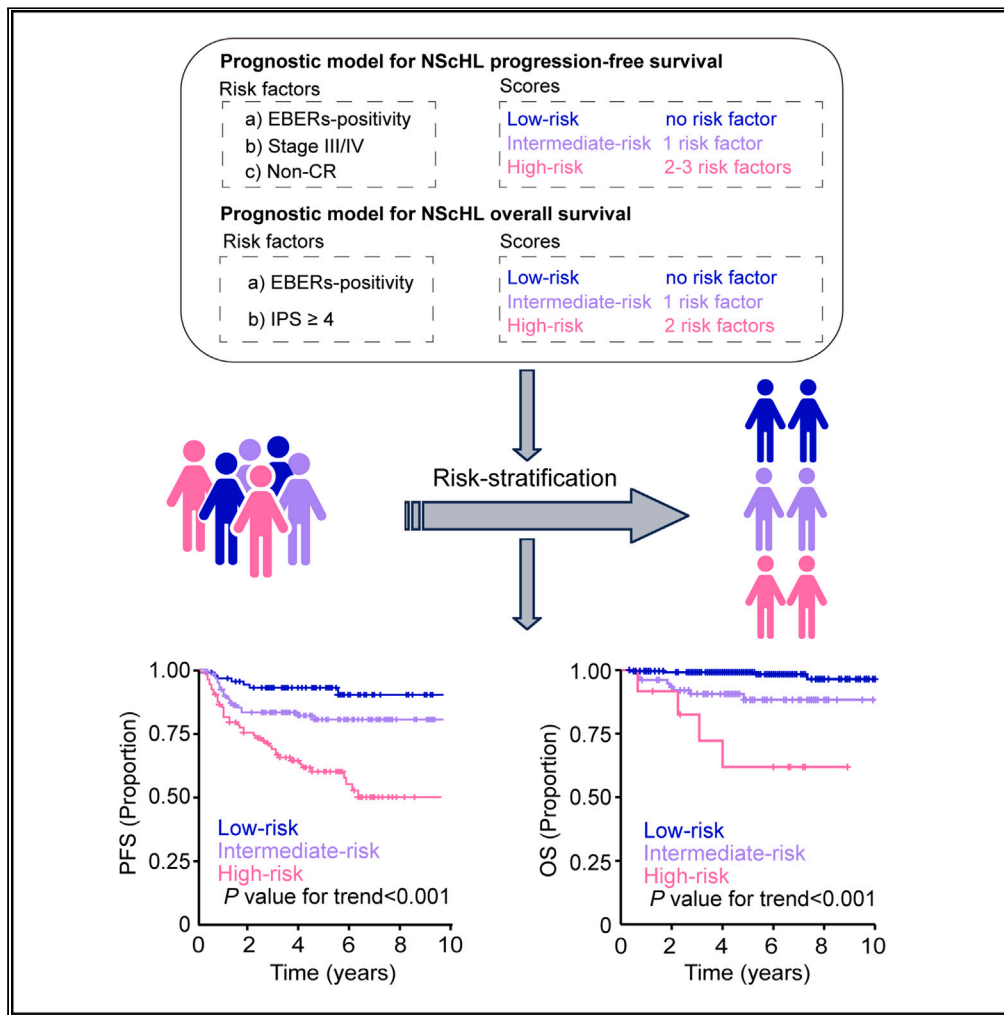 Prognostic model for NScHL progression-free survival
Risk factors
a) EBERs-positivity
b) Stage III/IV
c) Non-CR
Scores
Low-risk no risk factor
Intermediate-risk 1 risk factor
High-risk 2-3 risk factors
Prognostic model for NScHL overall survival
Risk factors
a) EBERs-positivity
b) IPS ≥ 4
Scores
Low-risk no risk factor
Intermediate-risk 1 risk factor
High-risk 2 risk factors
Risk-stratification
PFS (Proportion)
1.00
0.75
0.50
0.25
0
Low-risk
Intermediate-risk
High-risk
P value for trend<0.001
0 2 4 6 8 10
Time (years)
OS (Proportion)
1.00
0.75
0.50
0.25
0
Low-risk
Intermediate-risk
High-risk
P value for trend<0.001
0 2 4 6 8 10
Time (years)